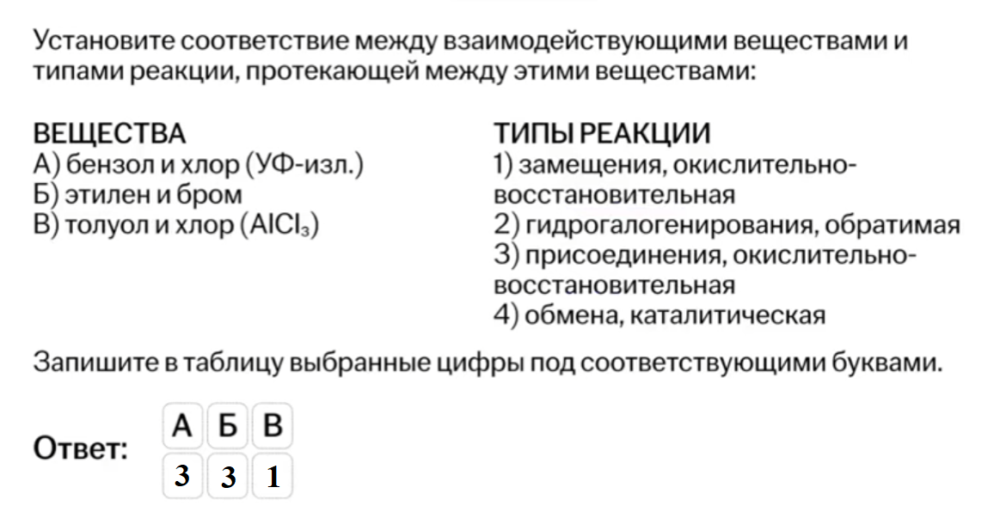 Установите соответствие между взаимодействующими веществами и
типами реакции, протекающей между этими веществами:
ВЕЩЕСТВА
А) бензол и хлор (УФ-изл.)
Б) этилен и бром
В) толуол и хлор (AlCl₃)
ТИПЫ РЕАКЦИИ
1) замещения, окислительно-
восстановительная
2) гидрогалогенирования, обратимая
3) присоединения, окислительно-
восстановительная
4) обмена, каталитическая
Запишите в таблицу выбранные цифры под соответствующими буквами.
Ответ:
А Б В
3 3 1